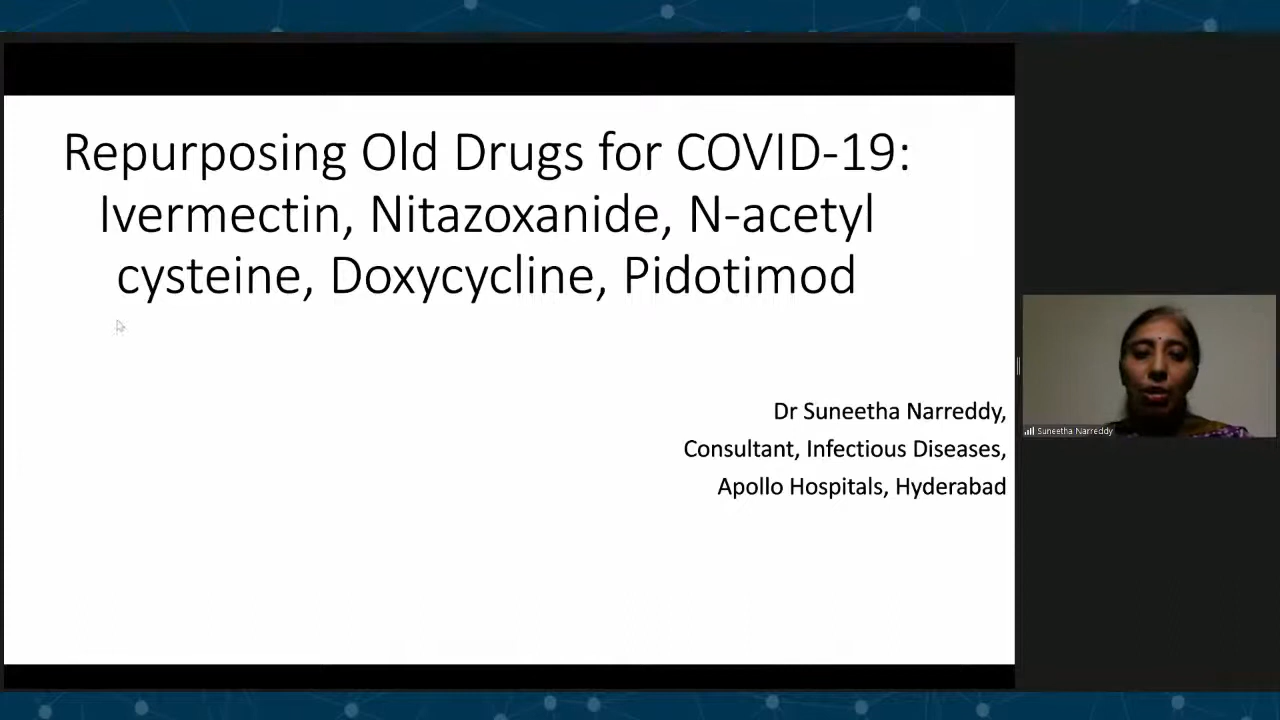 Repurposing Old Drugs for COVID-19:
Ivermectin, Nitazoxanide, N-acetyl
cysteine, Doxycycline, Pidotimod
Dr Suneetha Narreddy,
Consultant, Infectious Diseases,
Apollo Hospitals, Hyderabad
Suneetha Narreddy